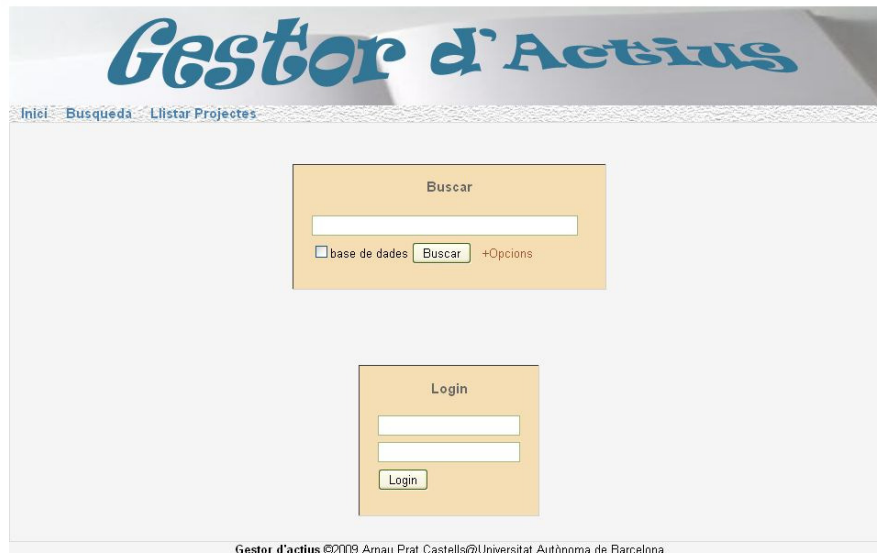 Gestor d'Actius
Inici Busqueda Llistar Projectes
Buscar
base de dades Buscar +Opcions
Login
Login
Gestor d'actius ©2009 Arnau Prat Castells@Universitat Autònoma de Barcelona